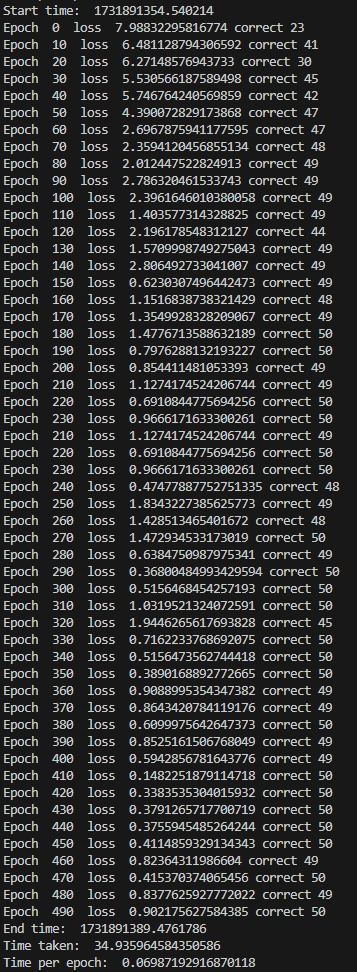 Start time:  1731891354.540214
Epoch  0  loss  7.98832295816774 correct 23
Epoch  10  loss  6.481128794306592 correct 41
Epoch  20  loss  6.27148576943733 correct 30
Epoch  30  loss  5.530566187589498 correct 45
Epoch  40  loss  5.746764240569859 correct 42
Epoch  50  loss  4.390072829173868 correct 47
Epoch  60  loss  2.6967875941177595 correct 47
Epoch  70  loss  2.3594120456855134 correct 48
Epoch  80  loss  2.012447522824913 correct 49
Epoch  90  loss  2.786320461533743 correct 49
Epoch  100  loss  2.3961646010380058 correct 49
Epoch  110  loss  1.403577314328825 correct 49
Epoch  120  loss  2.196178548312127 correct 44
Epoch  130  loss  1.5709998749275043 correct 49
Epoch  140  loss  2.806492733041007 correct 49
Epoch  150  loss  0.6230307496442473 correct 49
Epoch  160  loss  1.1516838738321429 correct 48
Epoch  170  loss  1.3549928328209067 correct 49
Epoch  180  loss  1.4776713588632189 correct 50
Epoch  190  loss  0.7976288132193227 correct 50
Epoch  200  loss  0.854411481053393 correct 49
Epoch  210  loss  1.1274174524206744 correct 49
Epoch  220  loss  0.6910844775694256 correct 50
Epoch  230  loss  0.9666171633300261 correct 50
Epoch  210  loss  1.1274174524206744 correct 49
Epoch  220  loss  0.6910844775694256 correct 50
Epoch  230  loss  0.9666171633300261 correct 50
Epoch  240  loss  0.47477887752751335 correct 48
Epoch  250  loss  1.8343227385625773 correct 49
Epoch  260  loss  1.428513465401672 correct 48
Epoch  270  loss  1.472934533173019 correct 50
Epoch  280  loss  0.6384750987975341 correct 49
Epoch  290  loss  0.36800484993429594 correct 50
Epoch  300  loss  0.5156468454257193 correct 50
Epoch  310  loss  1.0319521324072591 correct 50
Epoch  320  loss  1.9446265617693828 correct 45
Epoch  330  loss  0.7162233768692075 correct 50
Epoch  340  loss  0.5156473562744418 correct 50
Epoch  350  loss  0.3890168892772665 correct 50
Epoch  360  loss  0.9088995354347382 correct 49
Epoch  370  loss  0.8643420784119176 correct 49
Epoch  380  loss  0.6099975642647373 correct 50
Epoch  390  loss  0.8525161506768049 correct 49
Epoch  400  loss  0.5942856781643776 correct 49
Epoch  410  loss  0.1482251879114718 correct 50
Epoch  420  loss  0.3383535304015932 correct 50
Epoch  430  loss  0.3791265717700719 correct 50
Epoch  440  loss  0.3755945485264244 correct 50
Epoch  450  loss  0.4114859329134343 correct 50
Epoch  460  loss  0.82364311986604 correct 49
Epoch  470  loss  0.415370374065456 correct 50
Epoch  480  loss  0.8377625927772022 correct 49
Epoch  490  loss  0.902175627584385 correct 50
End time:  1731891389.4761786
Time taken:  34.935964584350586
Time per epoch:  0.06987192916870118